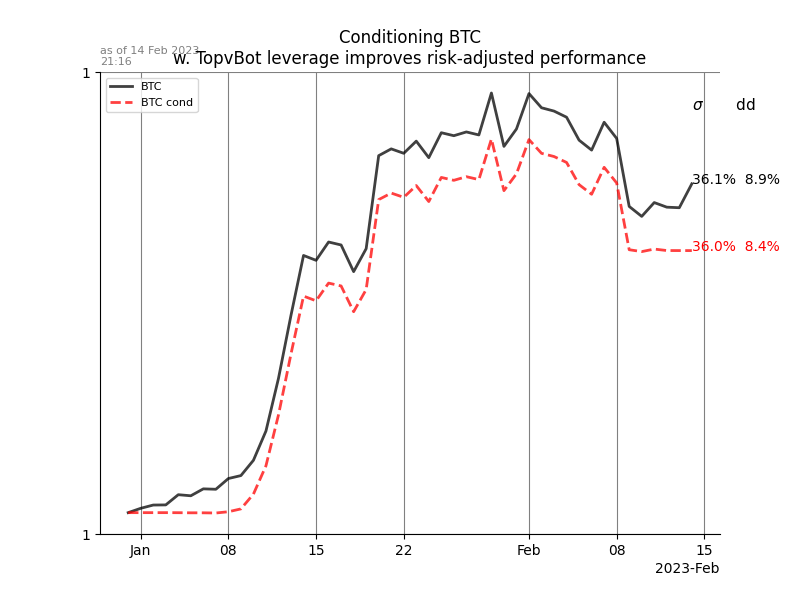 Conditioning BTC
w. TopvBot leverage improves risk-adjusted performance
as of 14 Feb 2023
21:16
1
BTC
BTC cond
σ dd
36.1% 8.9%
36.0% 8.4%
1
Jan 08 15 22 Feb 08 15
2023-Feb